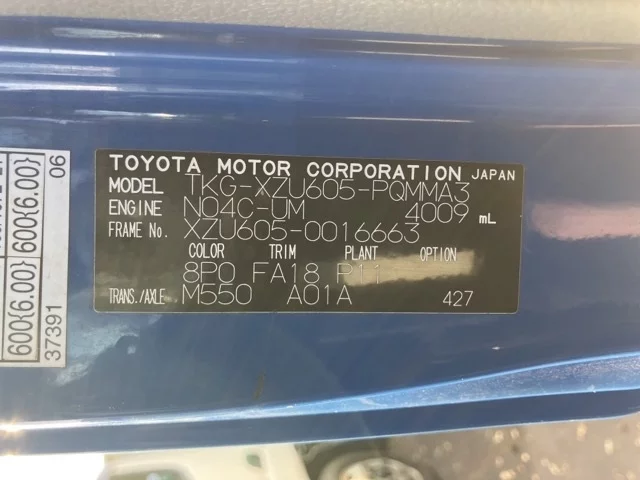 TOYOTA MOTOR CORPORATION JAPAN
MODEL TKG-XZU605-PQMMA3
ENGINE N04C-UM 4009 mL
FRAME No. XZU605-0016663
COLOR TRIM PLANT OPTION
8P0 FA18 P11
TRANS./AXLE M550 A01A 427
600{6.00} 600{6.00}
37391 06